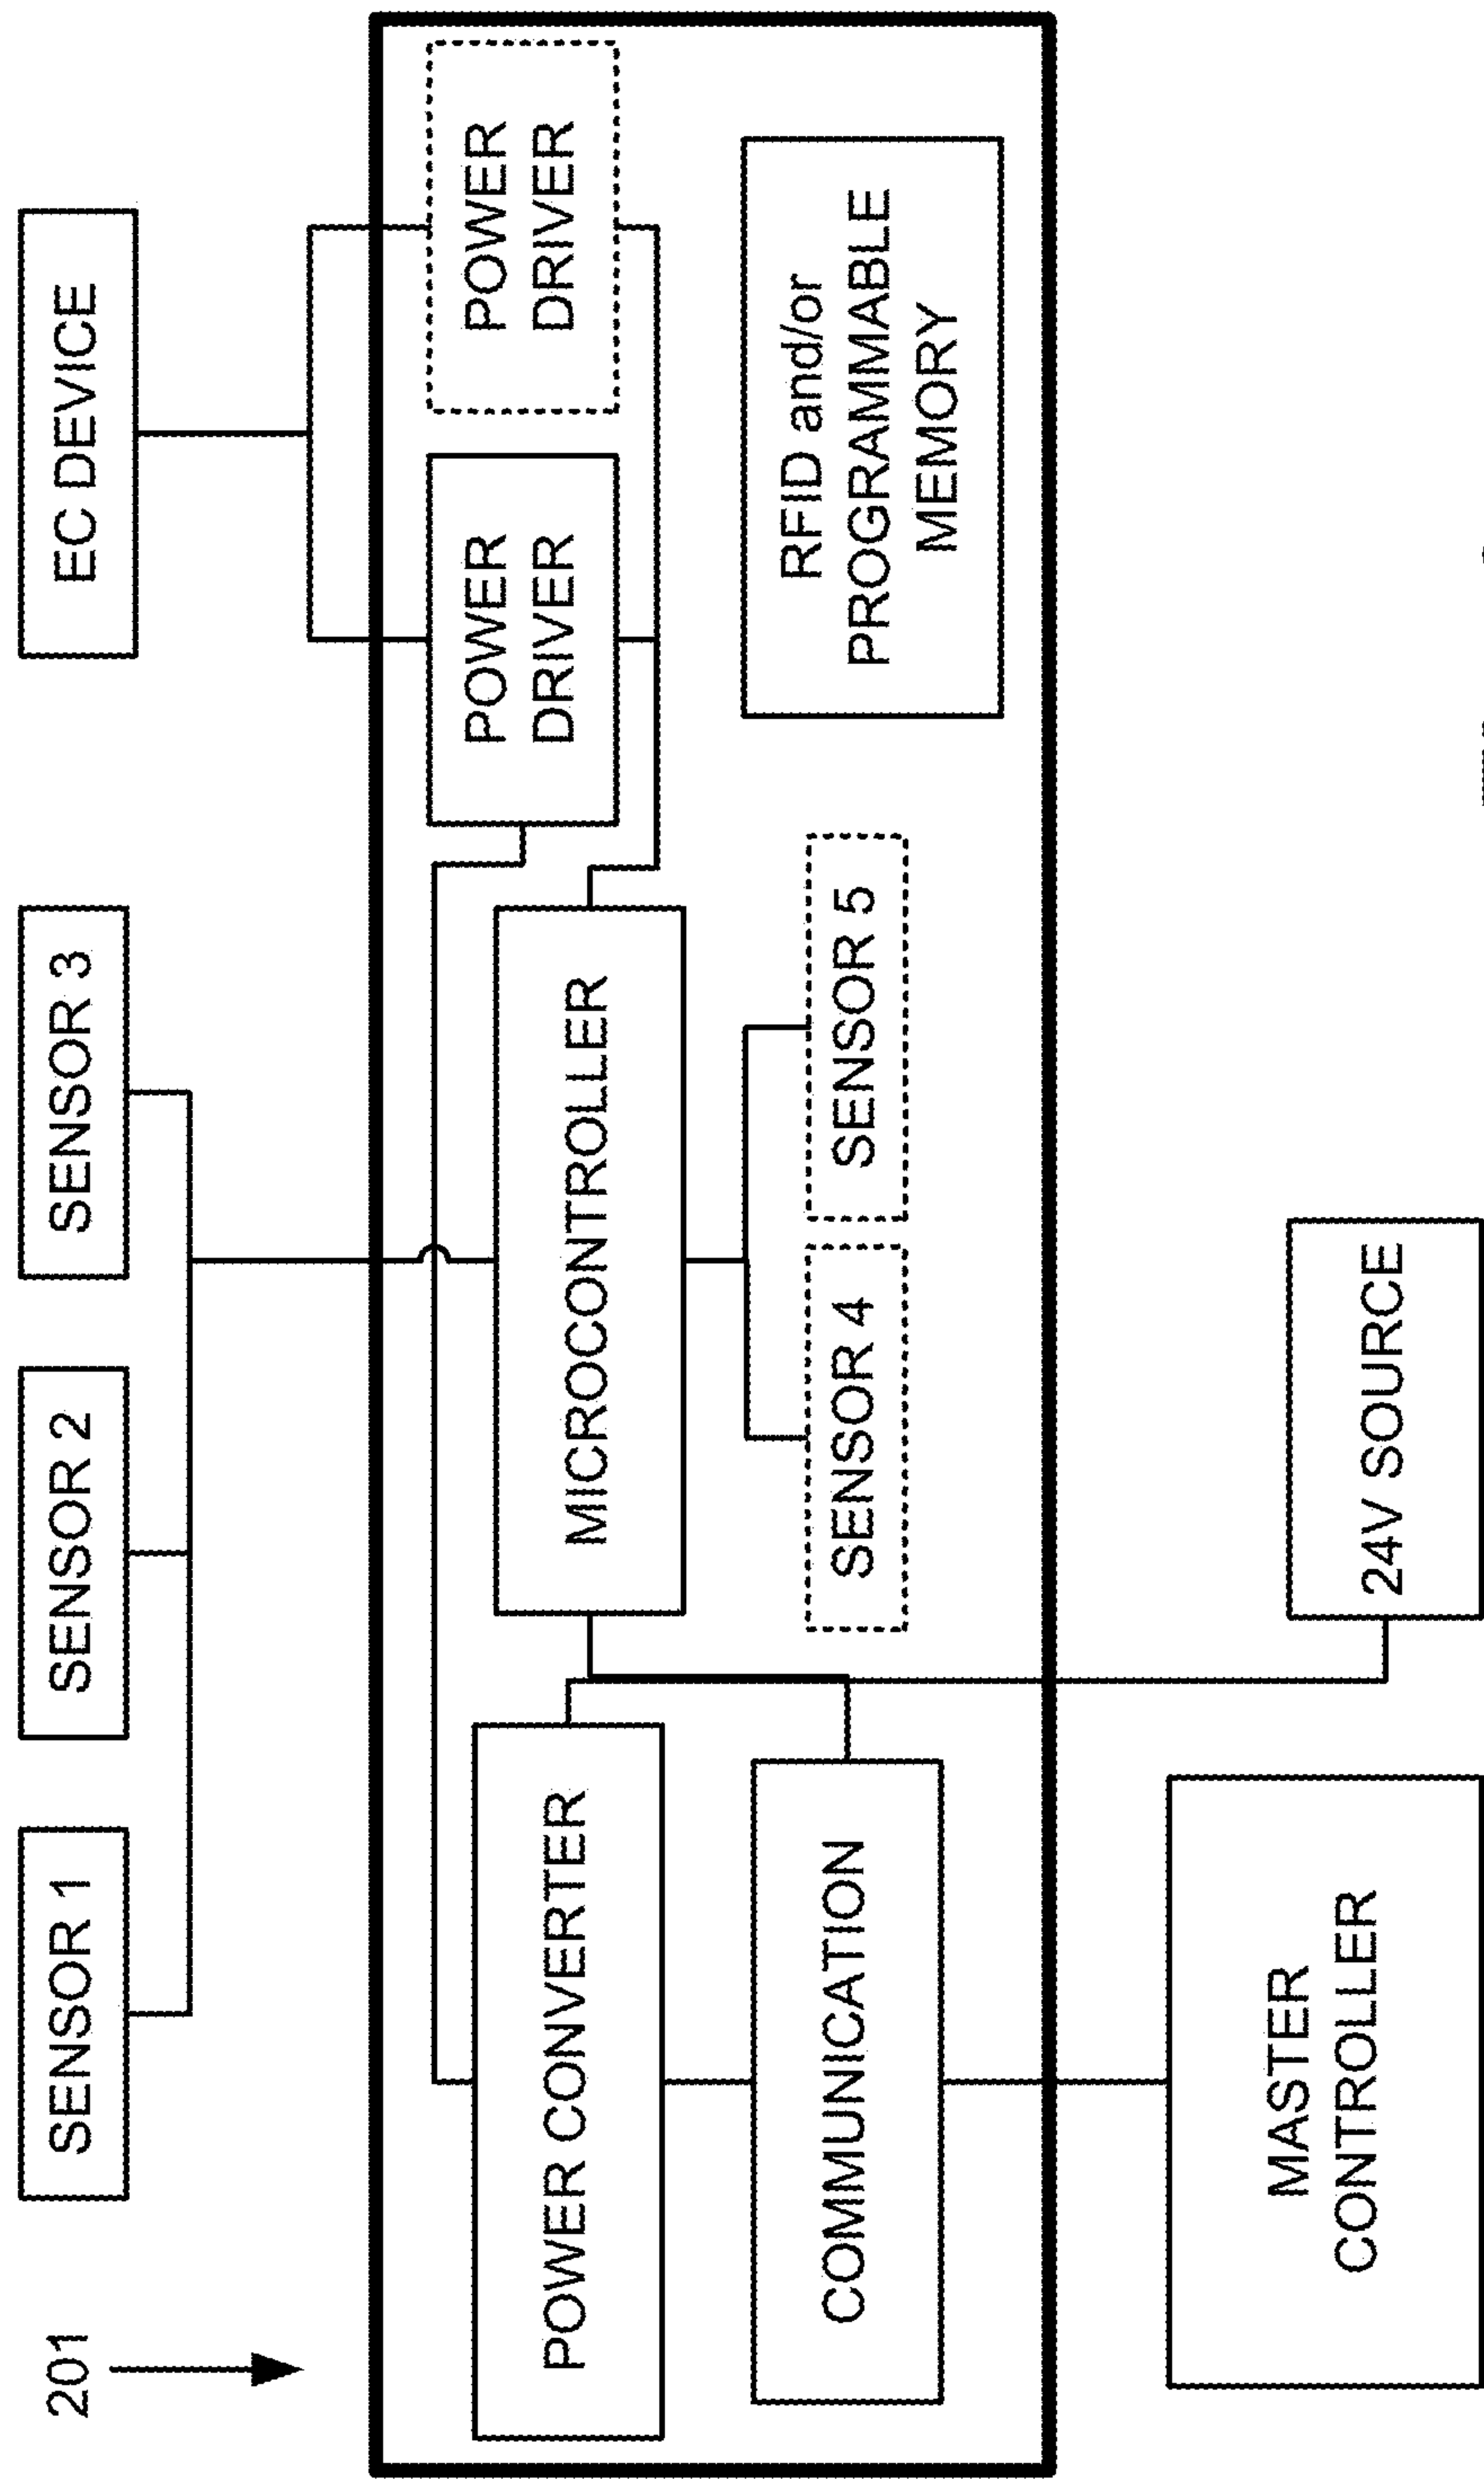 201
SENSOR 1
SENSOR 2
SENSOR 3
EC DEVICE
POWER CONVERTER
MICROCONTROLLER
POWER
DRIVER
POWER
DRIVER
COMMUNICATION
SENSOR 4
SENSOR 5
RFID and/or
PROGRAMMABLE
MEMORY
MASTER
CONTROLLER
24V SOURCE